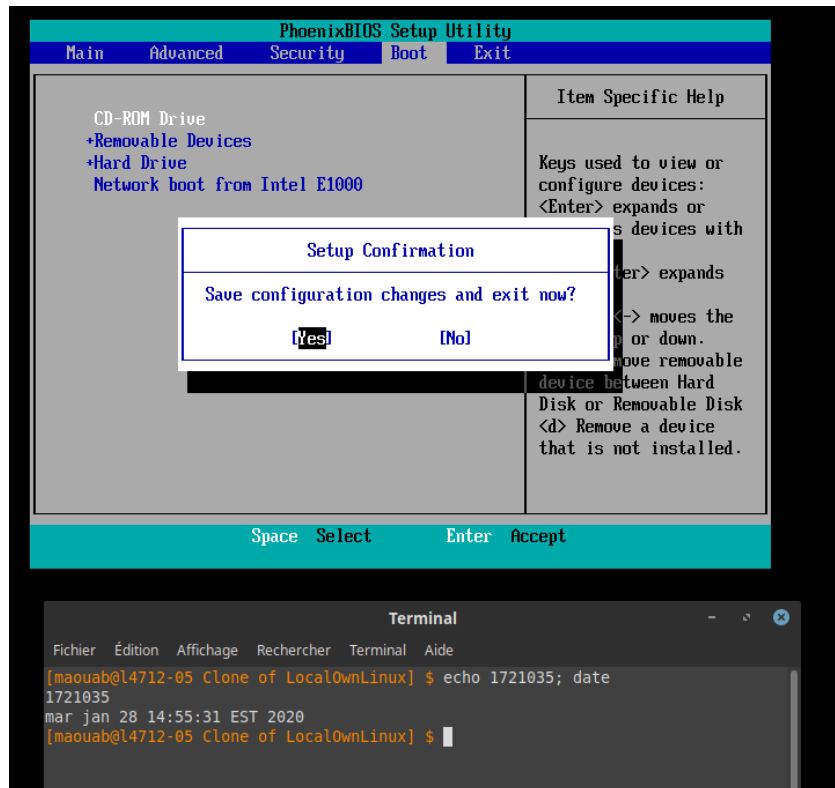 PhoenixBIOS Setup Utility
Main Advanced Security Boot Exit
CD-ROM Drive
+Removable Devices
+Hard Drive
Network boot from Intel E1000
Item Specific Help
Keys used to view or
configure devices:
<Enter> expands or
s devices with
ter> expands
<-> moves the
p or down.
move removable
device between Hard
Disk or Removable Disk
<d> Remove a device
that is not installed.
Setup Confirmation
Save configuration changes and exit now?
[Yes] [No]
Space Select Enter Accept
Terminal
Fichier Édition Affichage Rechercher Terminal Aide
[maouab@l4712-05 Clone of LocalOwnLinux] $ echo 1721035; date
1721035
mar jan 28 14:55:31 EST 2020
[maouab@l4712-05 Clone of LocalOwnLinux] $